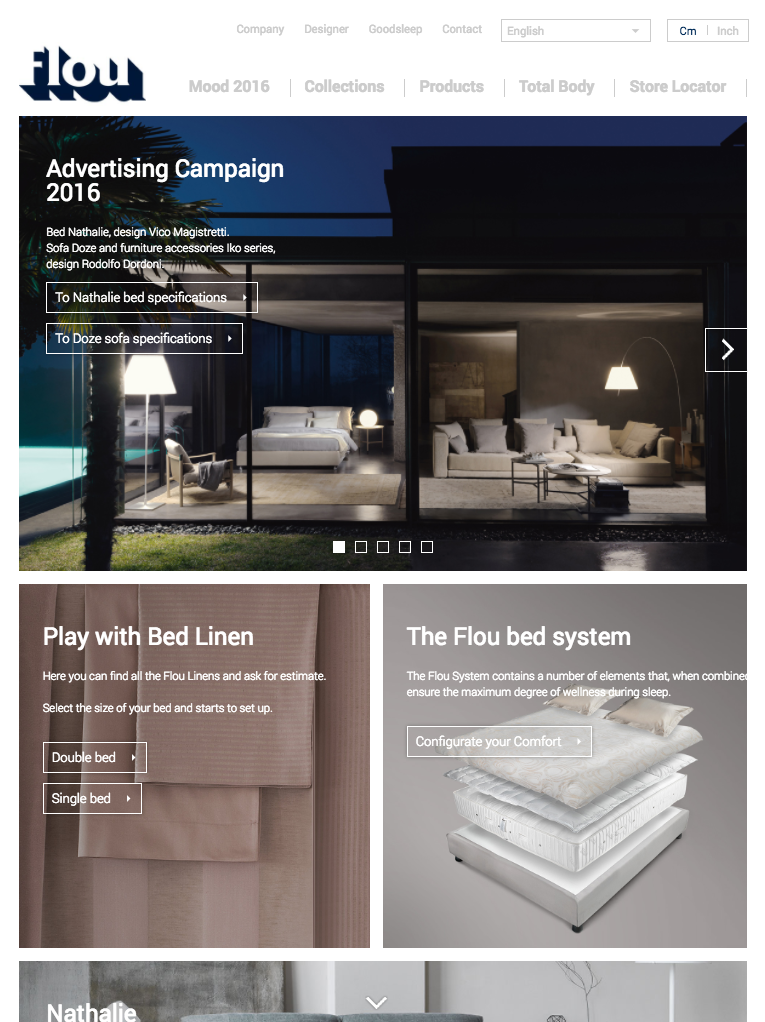 Company Designer Goodsleep Contact English Cm Inch
flou
Mood 2016 Collections Products Total Body Store Locator
Advertising Campaign
2016
Bed Nathalie, design Vico Magistretti.
Sofa Doze and furniture accessories Iko series,
design Rodolfo Dordoni.
To Nathalie bed specifications
To Doze sofa specifications
Play with Bed Linen
Here you can find all the Flou Linens and ask for estimate.
Select the size of your bed and starts to set up.
Double bed
Single bed
The Flou bed system
The Flou System contains a number of elements that, when combined
ensure the maximum degree of wellness during sleep.
Configurate your Comfort
Nathalie